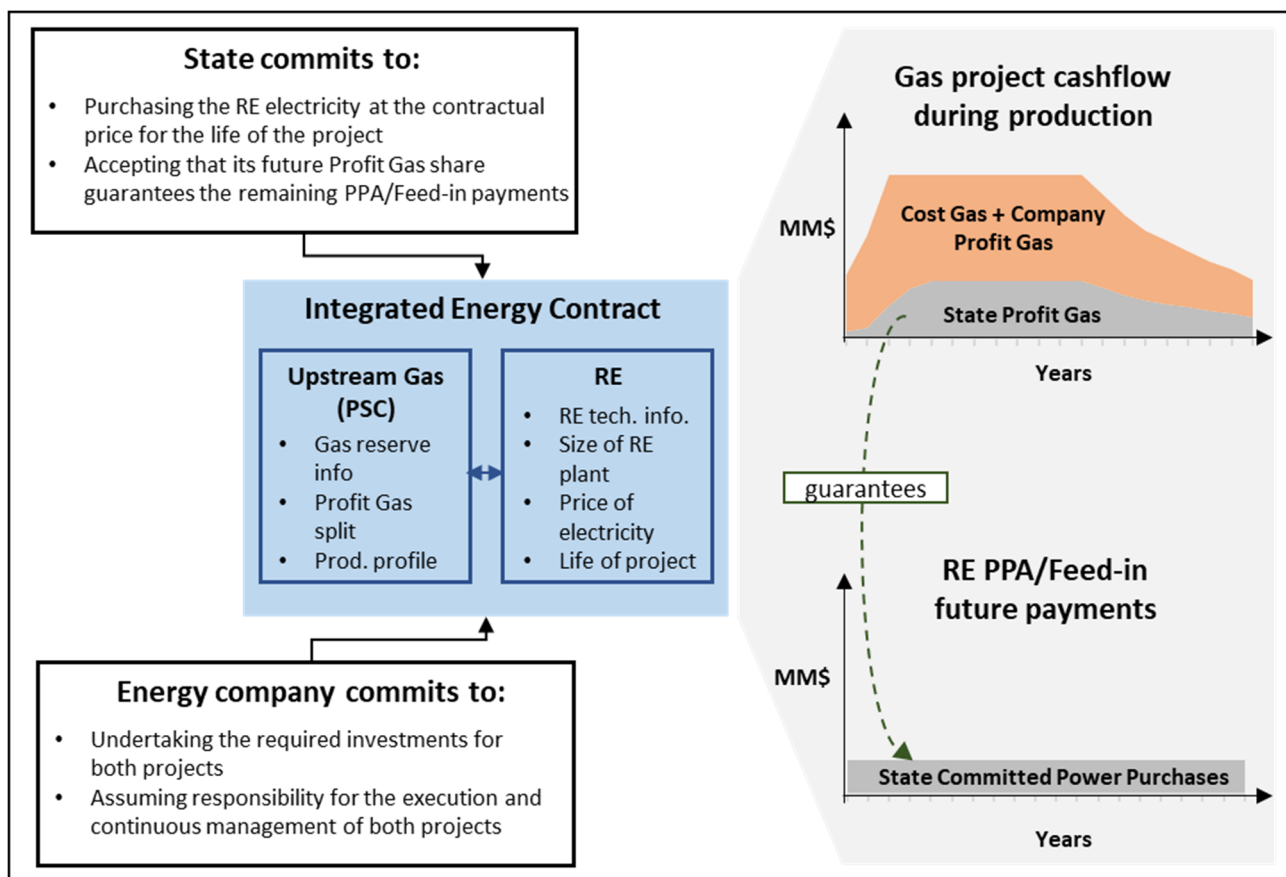 State commits to:
• Purchasing the RE electricity at the contractual
price for the life of the project
• Accepting that its future Profit Gas share
guarantees the remaining PPA/Feed-in payments
Integrated Energy Contract
Upstream Gas
(PSC)
• Gas reserve
info
• Profit Gas
split
• Prod. profile
RE
• RE tech. info.
• Size of RE
plant
• Price of
electricity
• Life of project
Energy company commits to:
• Undertaking the required investments for
both projects
• Assuming responsibility for the execution and
continuous management of both projects
Gas project cashflow
during production
MM$
Cost Gas + Company
Profit Gas
State Profit Gas
Years
guarantees
RE PPA/Feed-in
future payments
MM$
State Committed Power Purchases
Years